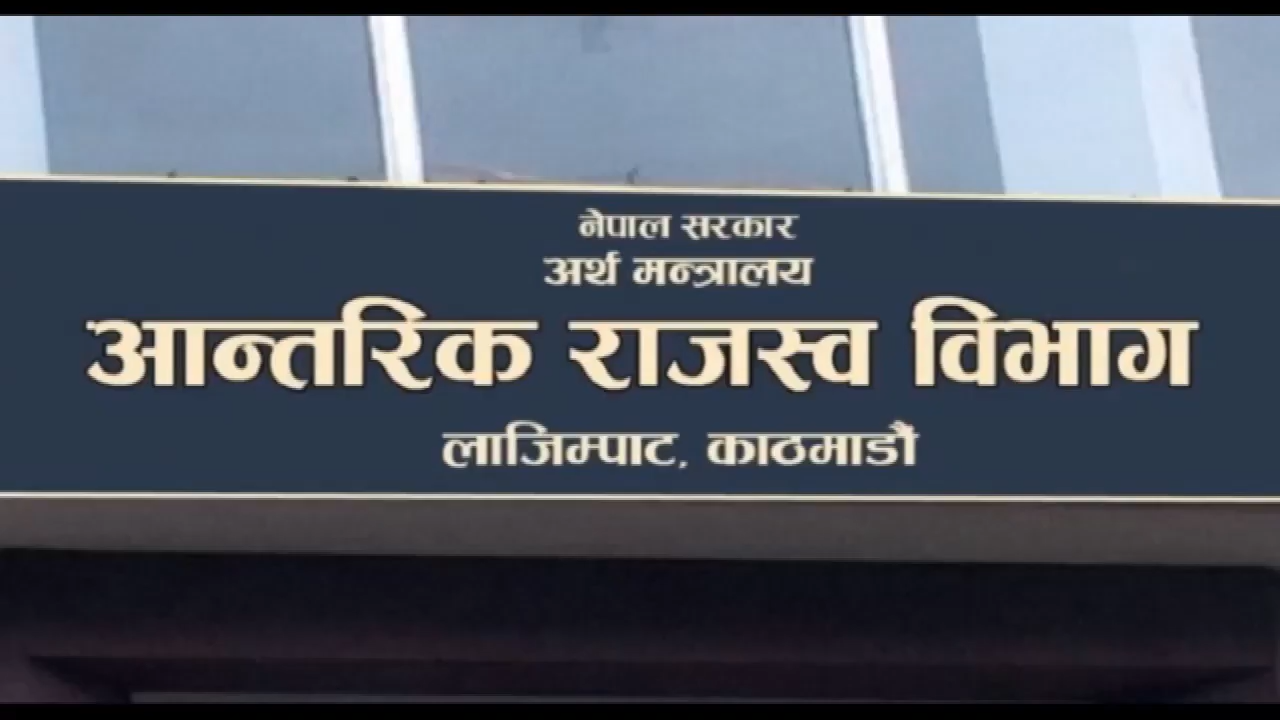 नेपाल सरकार
अर्थ मन्त्रालय
आन्तरिक राजस्व विभाग
लाजिम्पाट, काठमाडौं